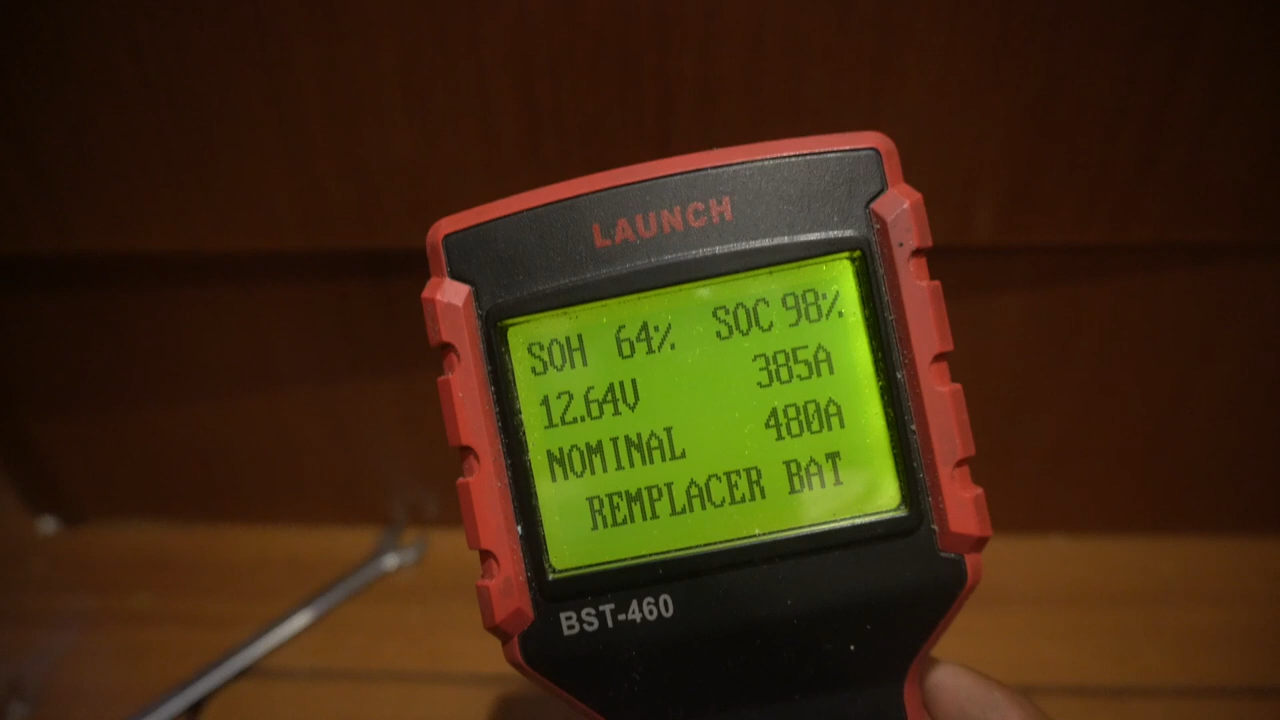 LAUNCH
SOH 64% SOC 98%
12.64V 385A
NOMINAL 480A
REMPLACER BAT
BST-460